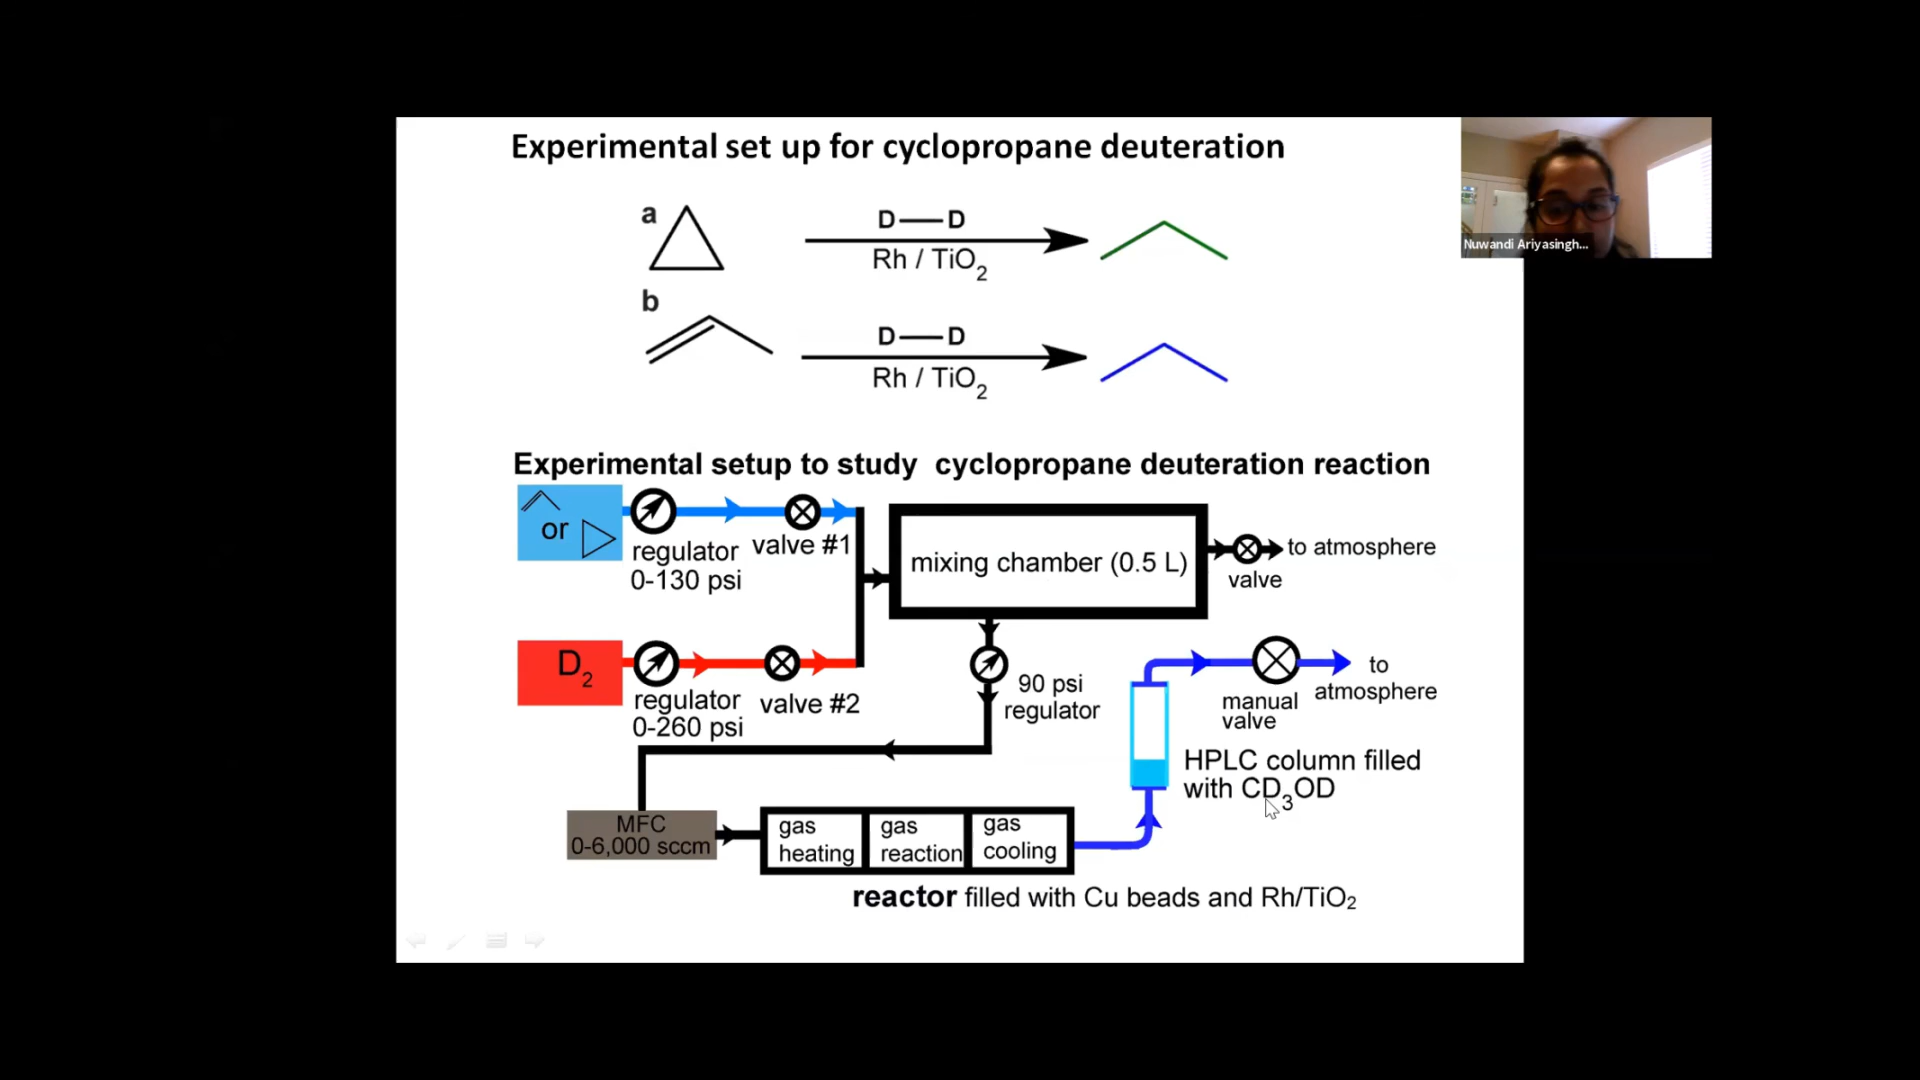 Experimental set up for cyclopropane deuteration
Nuwandi Ariyasingh...
a
D—D
Rh / TiO2
b
D—D
Rh / TiO2
Experimental setup to study cyclopropane deuteration reaction
or
regulator
0-130 psi
valve #1
mixing chamber (0.5 L)
to atmosphere
valve
D2
regulator
0-260 psi
valve #2
90 psi
regulator
manual
valve
to
atmosphere
HPLC column filled
with CD3OD
MFC
0-6,000 sccm
gas
heating
gas
reaction
gas
cooling
reactor filled with Cu beads and Rh/TiO2